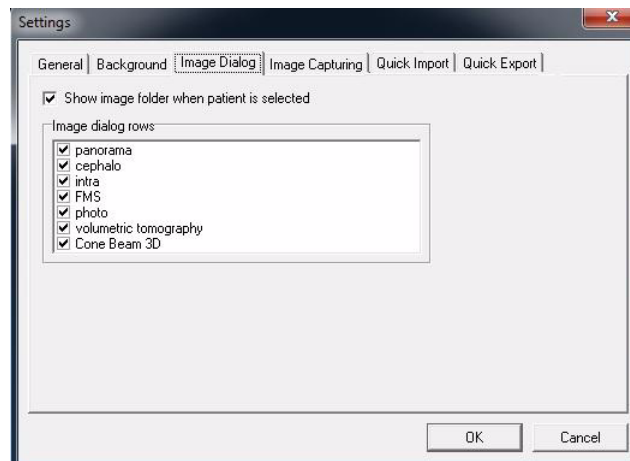 Settings
General Background Image Dialog Image Capturing Quick Import Quick Export
Show image folder when patient is selected
Image dialog rows
panorama
cephalo
intra
FMS
photo
volumetric tomography
Cone Beam 3D
OK Cancel